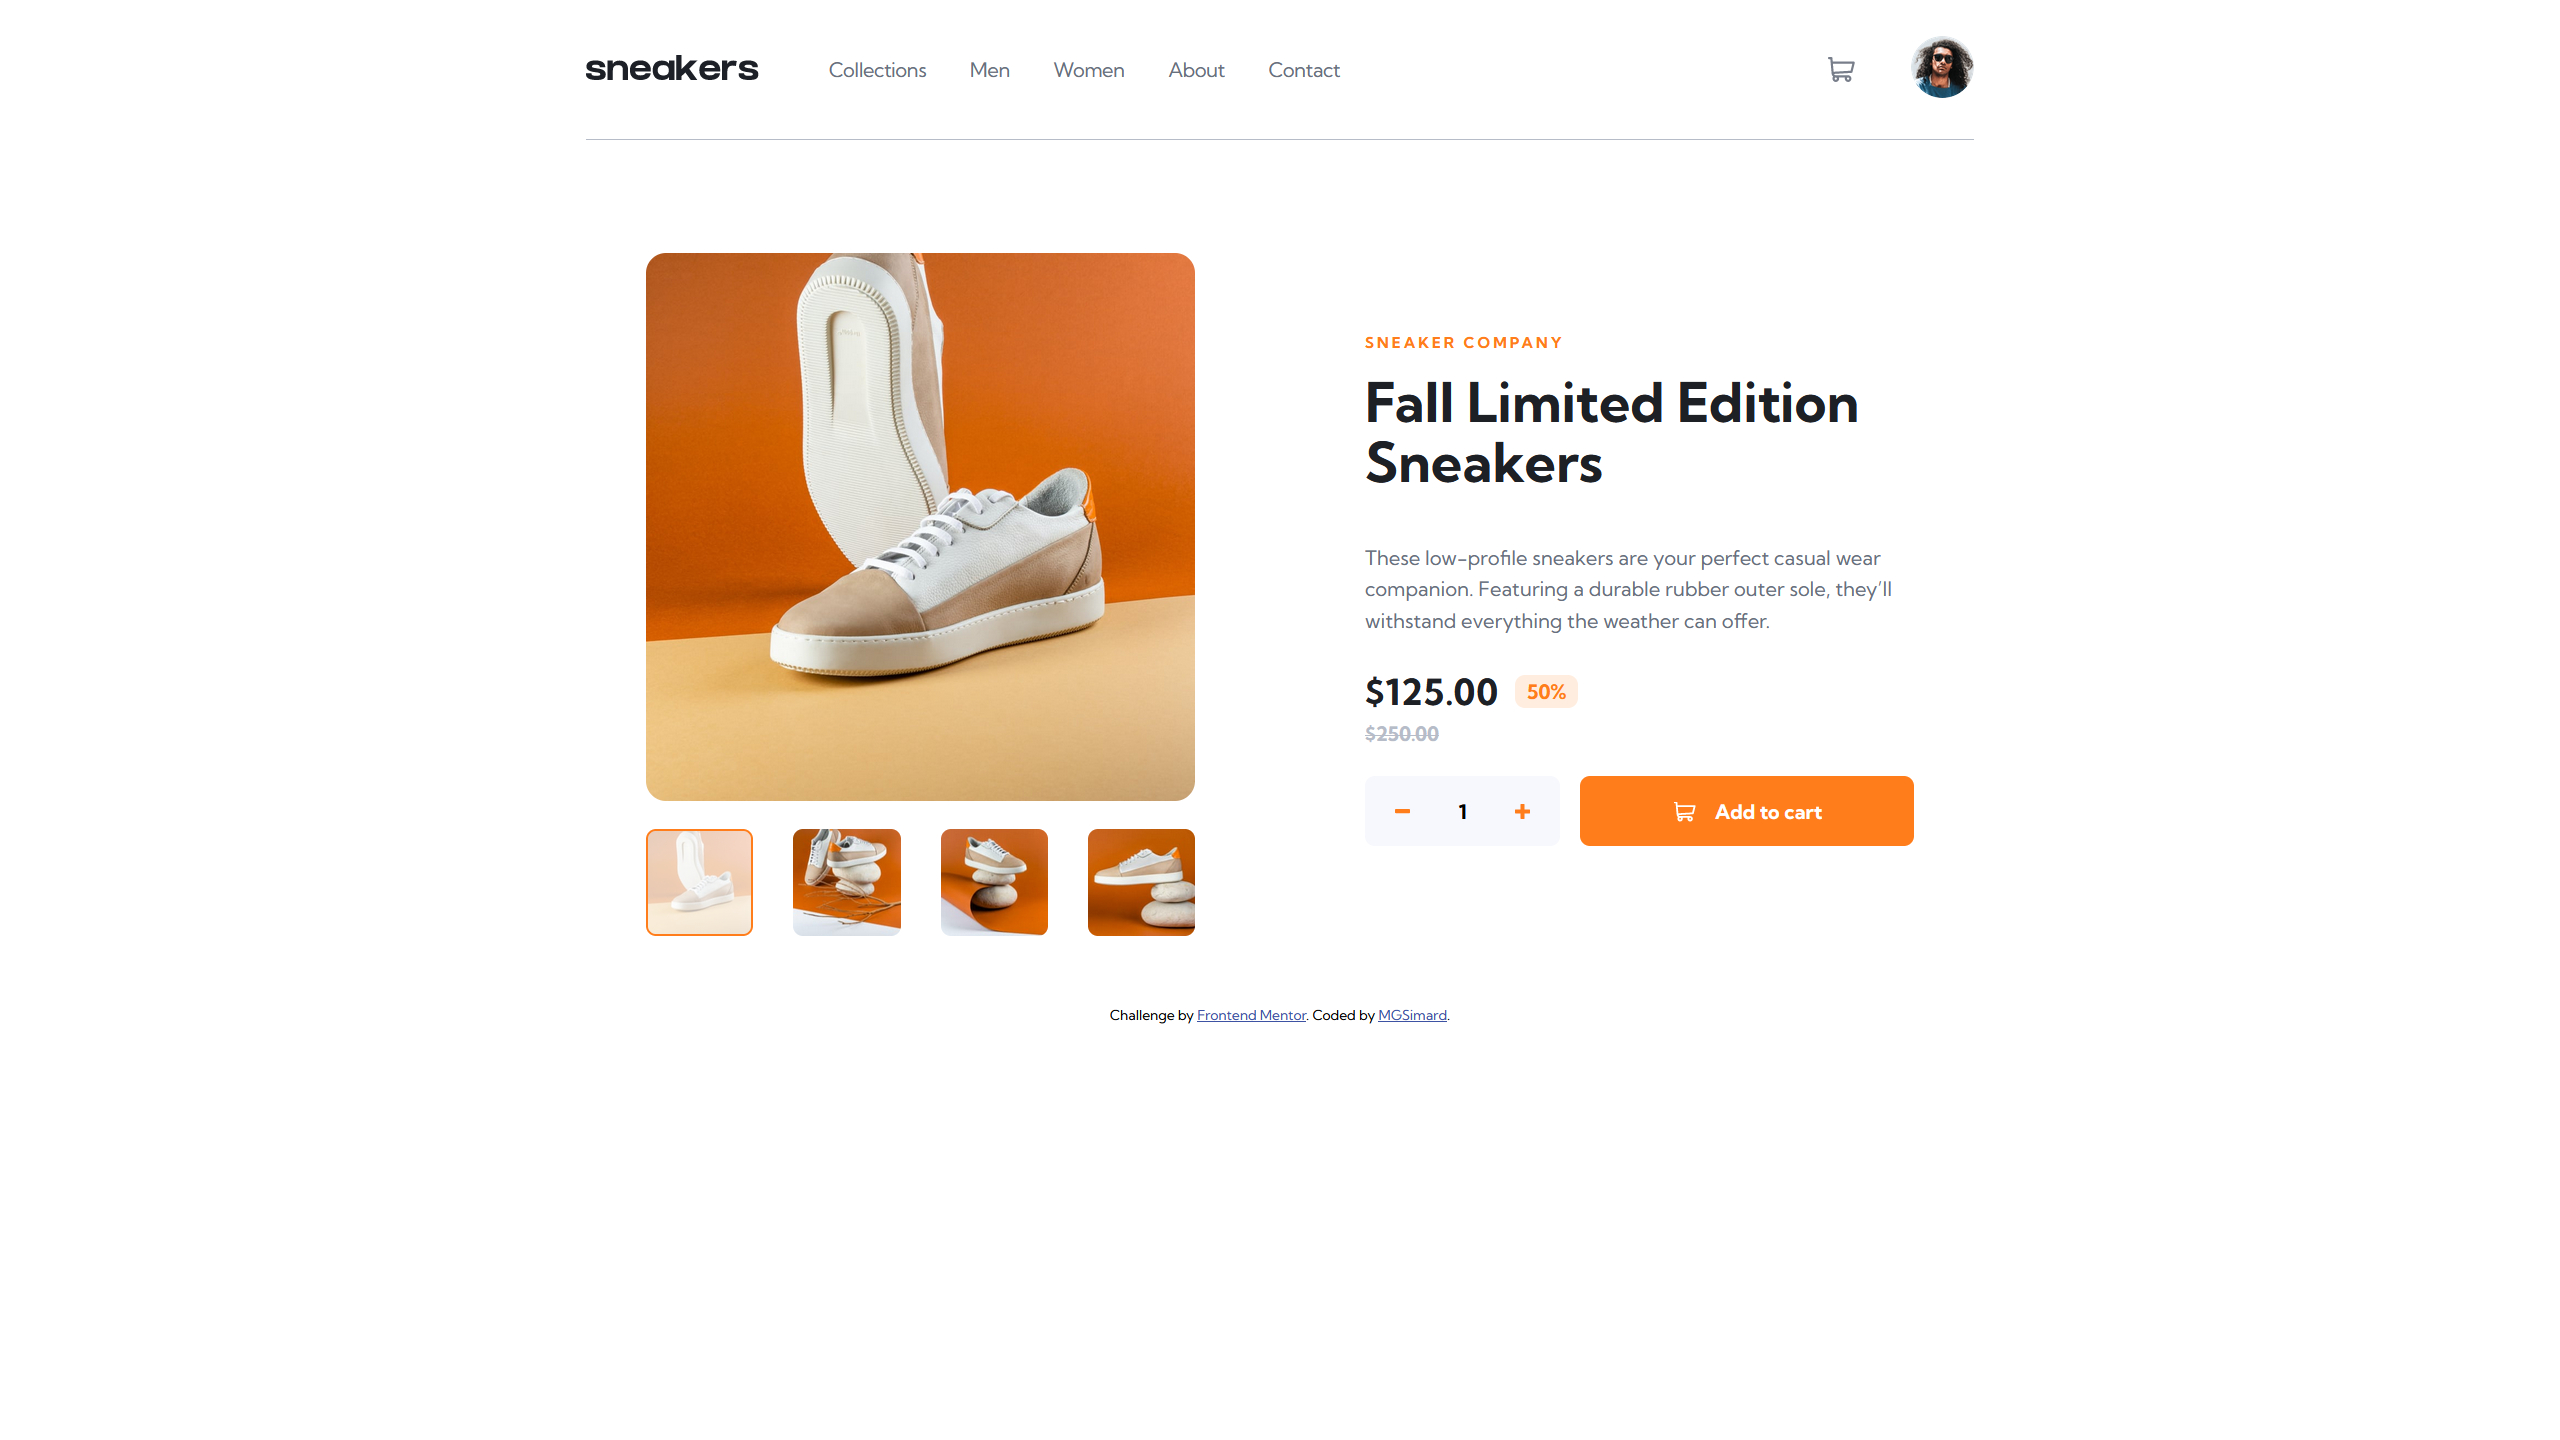 sneakers
Collections Men Women About Contact
SNEAKER COMPANY
Fall Limited Edition
Sneakers
These low-profile sneakers are your perfect casual wear
companion. Featuring a durable rubber outer sole, they’ll
withstand everything the weather can offer.
$125.00 50%
$250.00
1 Add to cart
Challenge by Frontend Mentor. Coded by MGSimard.